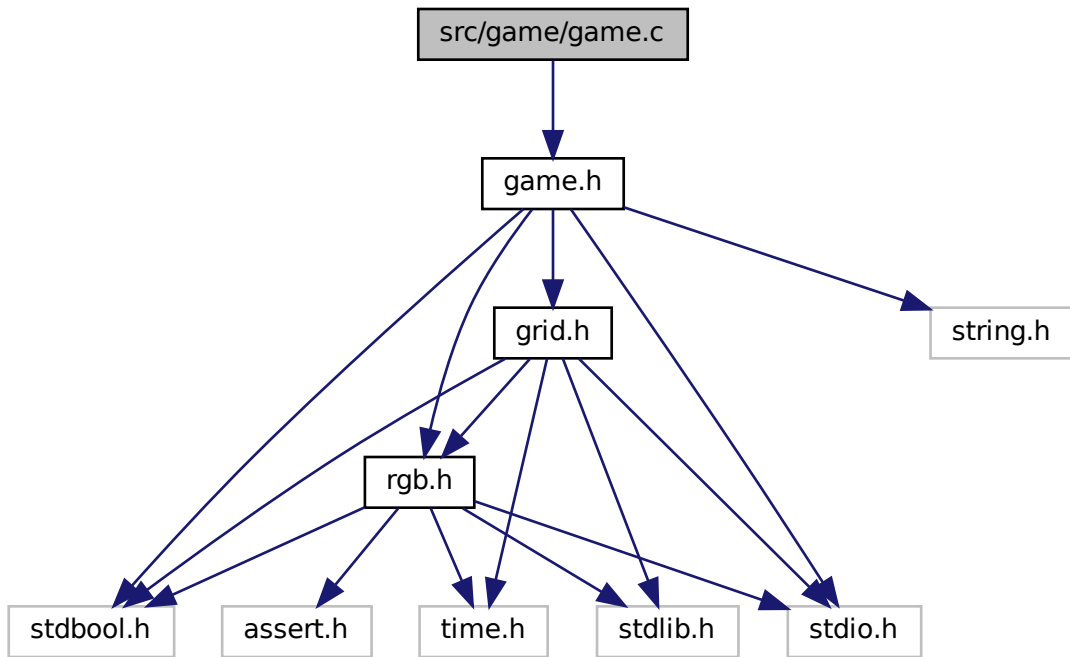 src/game/game.c
game.h
grid.h
string.h
rgb.h
stdbool.h
assert.h
time.h
stdlib.h
stdio.h